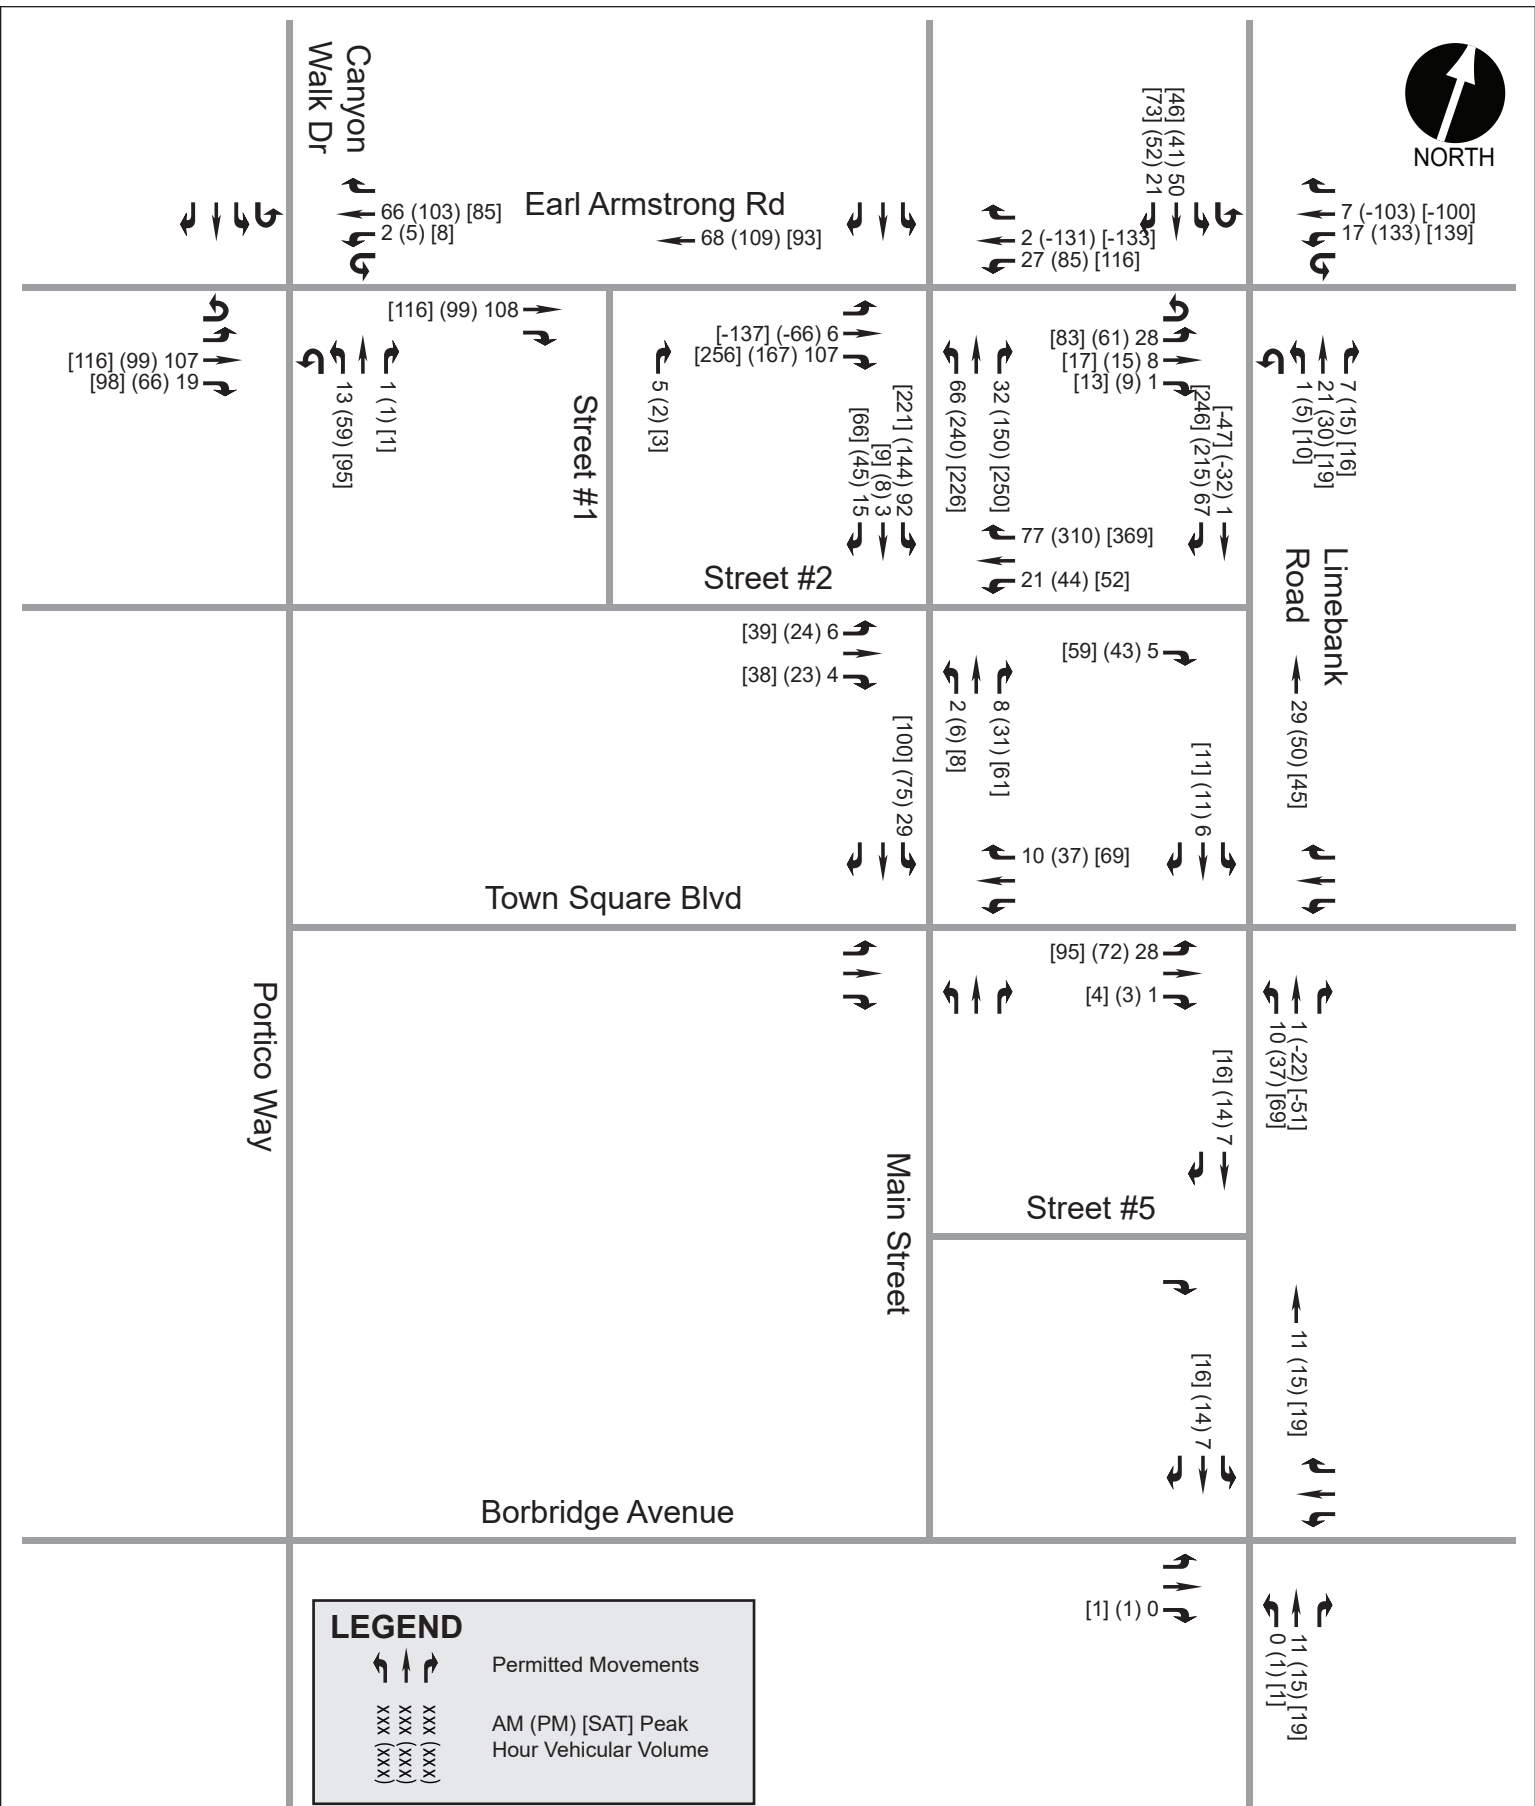 Canyon
Walk Dr
NORTH
[46] (41) 50
[73] (52) 21
Earl Armstrong Rd
66 (103) [85]
2 (5) [8]
68 (109) [93]
2 (-131) [-133]
27 (85) [116]
7 (-103) [-100]
17 (133) [139]
[116] (99) 107
[98] (66) 19
[116] (99) 108
13 (59) [95]
1 (1) [1]
Street #1
5 (2) [3]
[-137] (-66) 6
[256] (167) 107
[221] (144) 92
[9] (8) 3
[66] (45) 15
66 (240) [226]
32 (150) [250]
[83] (61) 28
[17] (15) 8
[13] (9) 1
[-47] (-32) 1
[246] (215) 67
7 (15) [16]
21 (30) [19]
1 (5) [10]
77 (310) [369]
21 (44) [52]
Street #2
Limebank
Road
[39] (24) 6
[38] (23) 4
2 (6) [8]
8 (31) [61]
[59] (43) 5
29 (50) [45]
[100] (75) 29
[11] (11) 6
10 (37) [69]
Town Square Blvd
[95] (72) 28
[4] (3) 1
1 (-22) [-51]
10 (37) [69]
Portico Way
[16] (14) 7
Main Street
Street #5
11 (15) [19]
[16] (14) 7
Borbridge Avenue
[1] (1) 0
11 (15) [19]
0 (1) [1]
LEGEND
Permitted Movements
xxx (xxx)
xxx (xxx)
xxx (xxx)
AM (PM) [SAT] Peak
Hour Vehicular Volume